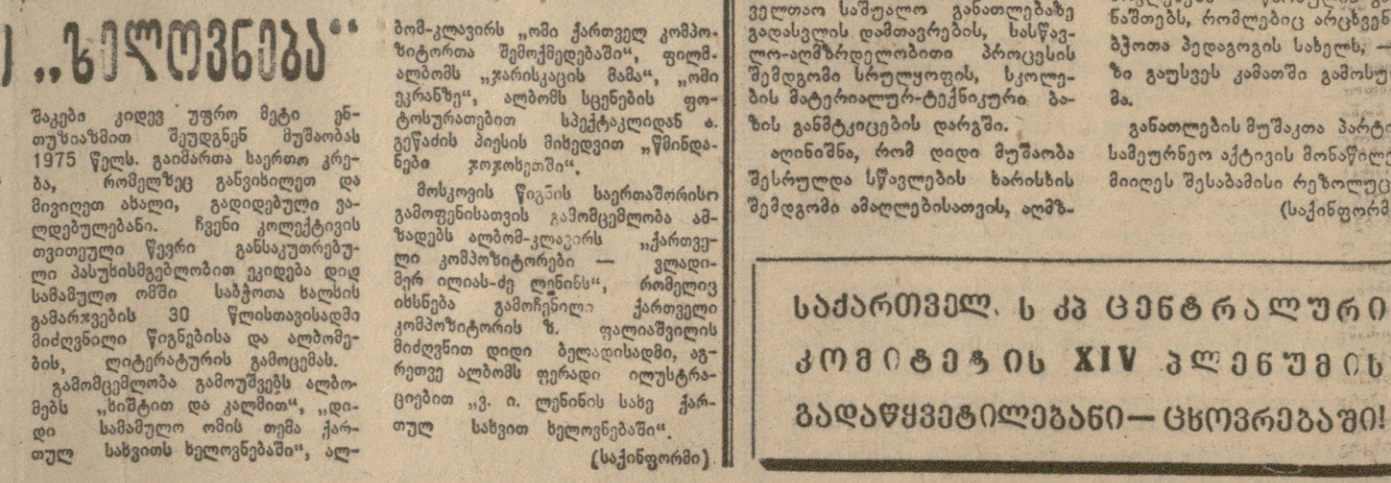 „ხელოვნება“
შაკები კიდევ უფრო მეტი ენ-
თუზიაზმით შეუდგნენ მუშაობას
1975 წელს. გაიმართა საერთო კრე-
ბა, რომელზეც განვიხილეთ და
მივიღეთ ახალი, გადიდებული ვა-
ლდებულებანი. ჩვენი კოლექტივის
თვითეული წევრი განსაკუთრებუ-
ლი პასუხისმგებლობით ეკიდება დიდ
სამამულო ომში საბჭოთა ხალხის
გამარჯვების 30 წლისთავისადმი
მიძღვნილი წიგნებისა და ალბომე-
ბის, ლიტერატურის გამოცემას.
გამომცემლობა გამოუშვებს ალბო-
მებს „ხიშტით და კალმით“, „დი-
დი სამამულო ომის თემა ქარ-
თულ სახვითს ხელოვნებაში“, ალ-
ბომ-კლავირს „ომი ქართველ კომპო-
ზიტორთა შემოქმედებაში“, ფილმ-
ალბომს „ჯარისკაცის მამა“, „ომი
ეკრანზე“, ალბომს სცენების ფო-
ტოსურათებით სპექტაკლიდან ა.
გეწაძის პიესის მიხედვით „წმინდა-
ნები ჯოჯოხეთში“.
მოსკოვის წიგნის საერთაშორისო
გამოფენისათვის გამომცემლობა ამ-
ზადებს ალბომ-კლავირს „ქართვე-
ლი კომპოზიტორები — ვლადი-
მერ ილიას-ძე ლენინს“, რომელიც
იხსნება გამოჩენილი ქართველი
კომპოზიტორის ზ. ფალიაშვილის
მიძღვნით დიდი ბელადისადმი, აგ-
რეთვე ალბომს ფერადი ილუსტრა-
ციებით „ვ. ი. ლენინის სახე ქარ-
თულ სახვით ხელოვნებაში“.
(საქინფორმი)
ველთაო საშუალო განათლებაზე
გადასვლის დამთავრების, სასწავ-
ლო-აღმზრდელობითი პროცესის
შემდგომი სრულყოფის, სკოლე-
ბის მატერიალურ-ტექნიკური ბა-
ზის განმტკიცების დარგში.
აღინიშნა, რომ დიდი მუშაობა
შესრულდა სწავლების ხარისხის
შემდგომი ამაღლებისათვის, აღმზ-
ნაშთებს, რომლებიც არცხვენ
ბჭოთა პედაგოგის სახელს, —
ზი გაუსვეს კამათში გამოსუ
მა.
განათლების მუშაკთა პარტი
სამეურნეო აქტივის მონაწილე
მიიღეს შესაბამისი რეზოლუც
(საქინფორმ
საქართველ. ს კპ ცენტრალური
კომიტეტის XIV პლენუმის
გადაწყვეტილებანი — ცხოვრებაში!